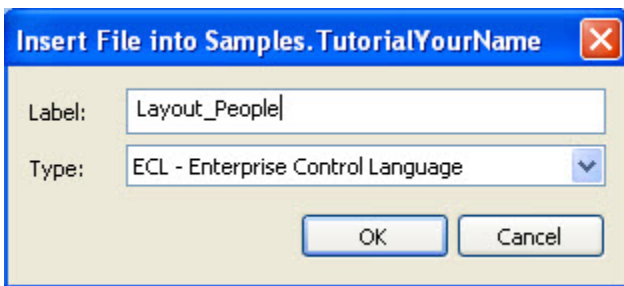 Insert File into Samples.TutorialYourName
Label: Layout_People
Type: ECL - Enterprise Control Language
OK Cancel